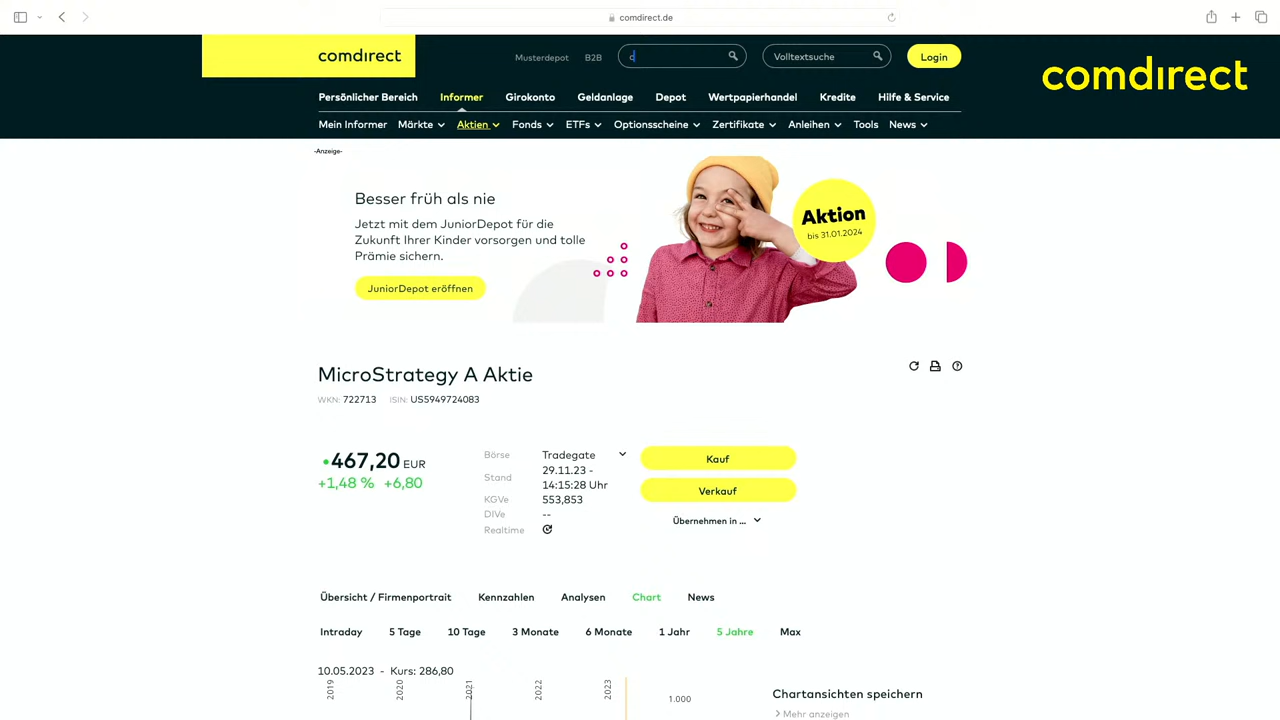 comdirect.de
comdirect
Musterdepot B2B c Volltextsuche Login
comdirect
Persönlicher Bereich Informer Girokonto Geldanlage Depot Wertpapierhandel Kredite Hilfe & Service
Mein Informer Märkte Aktien Fonds ETFs Optionsscheine Zertifikate Anleihen Tools News
-Anzeige-
Besser früh als nie
Jetzt mit dem JuniorDepot für die
Zukunft Ihrer Kinder vorsorgen und tolle
Prämie sichern.
JuniorDepot eröffnen
Aktion
bis 31.01.2024
MicroStrategy A Aktie
WKN: 722713 ISIN: US5949724083
467,20 EUR
+1,48 % +6,80
Börse Tradegate
Stand 29.11.23 -
14:15:28 Uhr
KGVe 553,853
DIVe --
Realtime
Kauf
Verkauf
Übernehmen in ...
Übersicht / Firmenportrait Kennzahlen Analysen Chart News
Intraday 5 Tage 10 Tage 3 Monate 6 Monate 1 Jahr 5 Jahre Max
10.05.2023 - Kurs: 286,80
2019 2020 2021 2022 2023
1.000
Chartansichten speichern
Mehr anzeigen